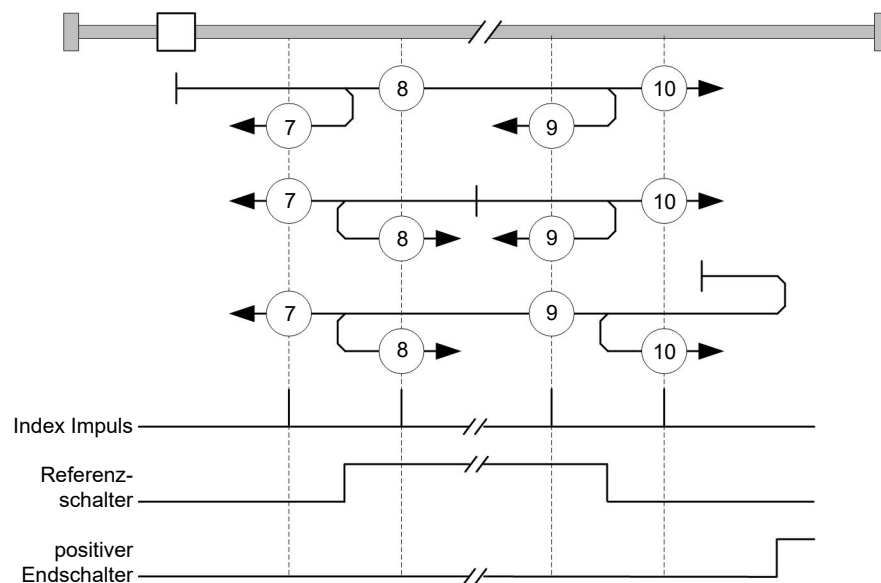 8
10
7
9
7
10
8
9
7
9
8
10
Index Impuls
Referenz-
schalter
positiver
Endschalter